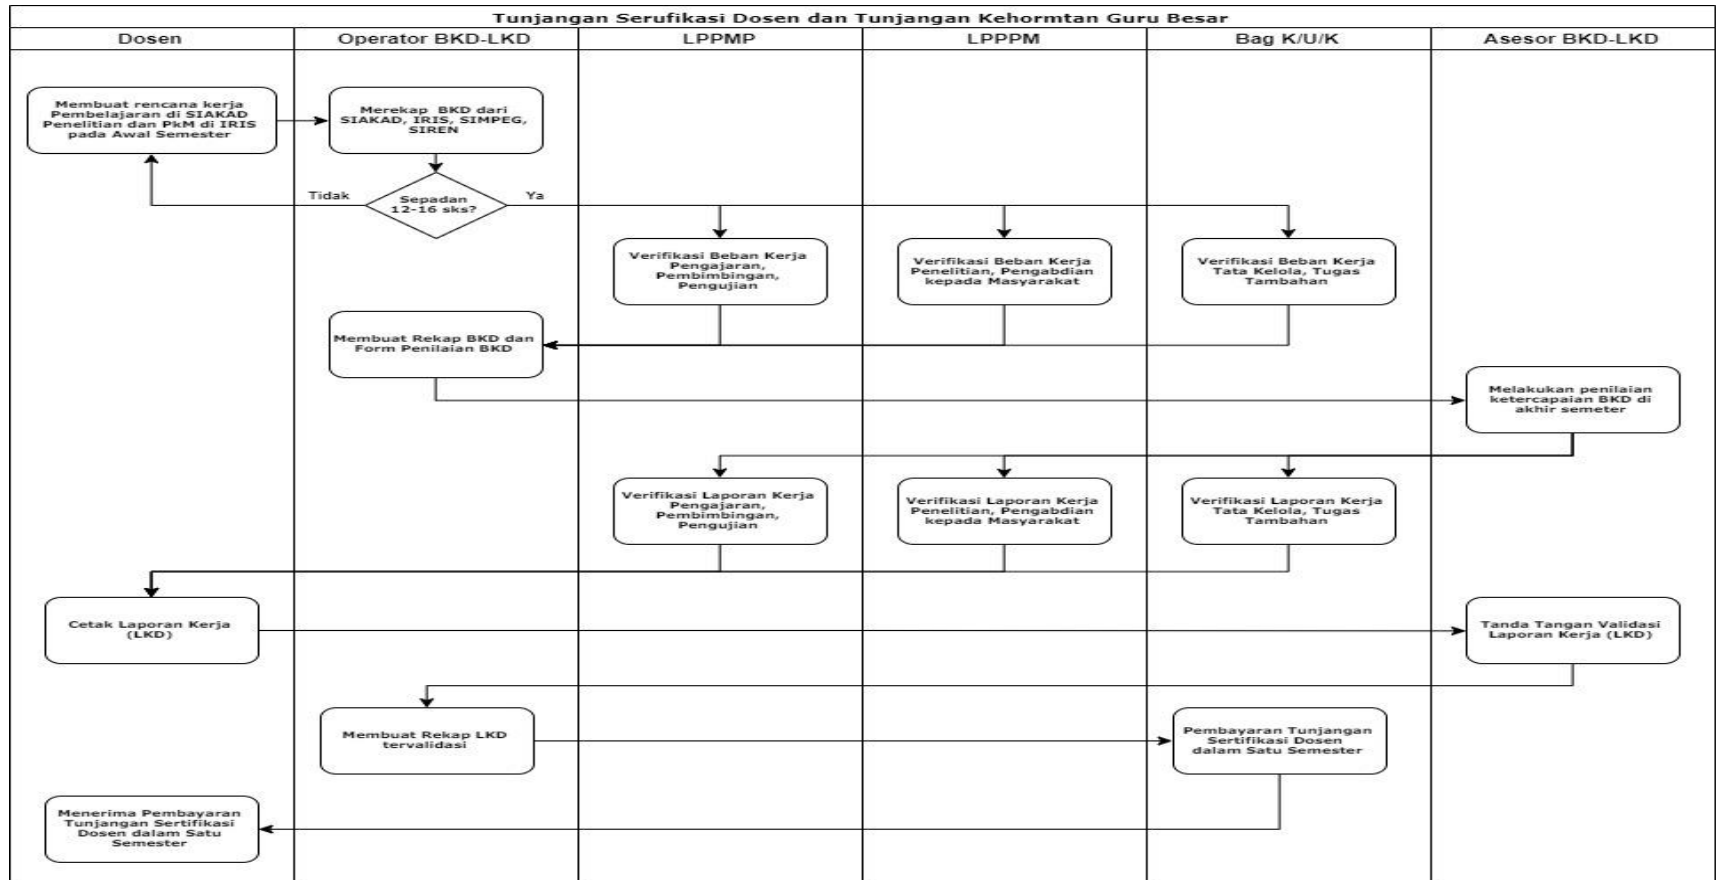 Tunjangan Serufikasi Dosen dan Tunjangan Kehormtan Guru Besar
Dosen
Operator BKD-LKD
LPPMP
LPPPM
Bag K/U/K
Asesor BKD-LKD
Membuat rencana kerja
Pembelajaran di SIAKAD
Penelitian dan PkM di IRIS
pada Awal Semester
Merekap BKD dari
SIAKAD, IRIS, SIMPEG,
SIREN
Tidak
Sepadan
12-16 sks?
Ya
Verifikasi Beban Kerja
Pengajaran,
Pembimbingan,
Pengujian
Verifikasi Beban Kerja
Penelitian, Pengabdian
kepada Masyarakat
Verifikasi Beban Kerja
Tata Kelola, Tugas
Tambahan
Membuat Rekap BKD dan
Form Penilaian BKD
Melakukan penilaian
ketercapaian BKD di
akhir semeter
Verifikasi Laporan Kerja
Pengajaran,
Pembimbingan,
Pengujian
Verifikasi Laporan Kerja
Penelitian, Pengabdian
kepada Masyarakat
Verifikasi Laporan Kerja
Tata Kelola, Tugas
Tambahan
Cetak Laporan Kerja
(LKD)
Tanda Tangan Validasi
Laporan Kerja (LKD)
Membuat Rekap LKD
tervalidasi
Pembayaran Tunjangan
Sertifikasi Dosen
dalam Satu Semester
Menerima Pembayaran
Tunjangan Sertifikasi
Dosen dalam Satu
Semester